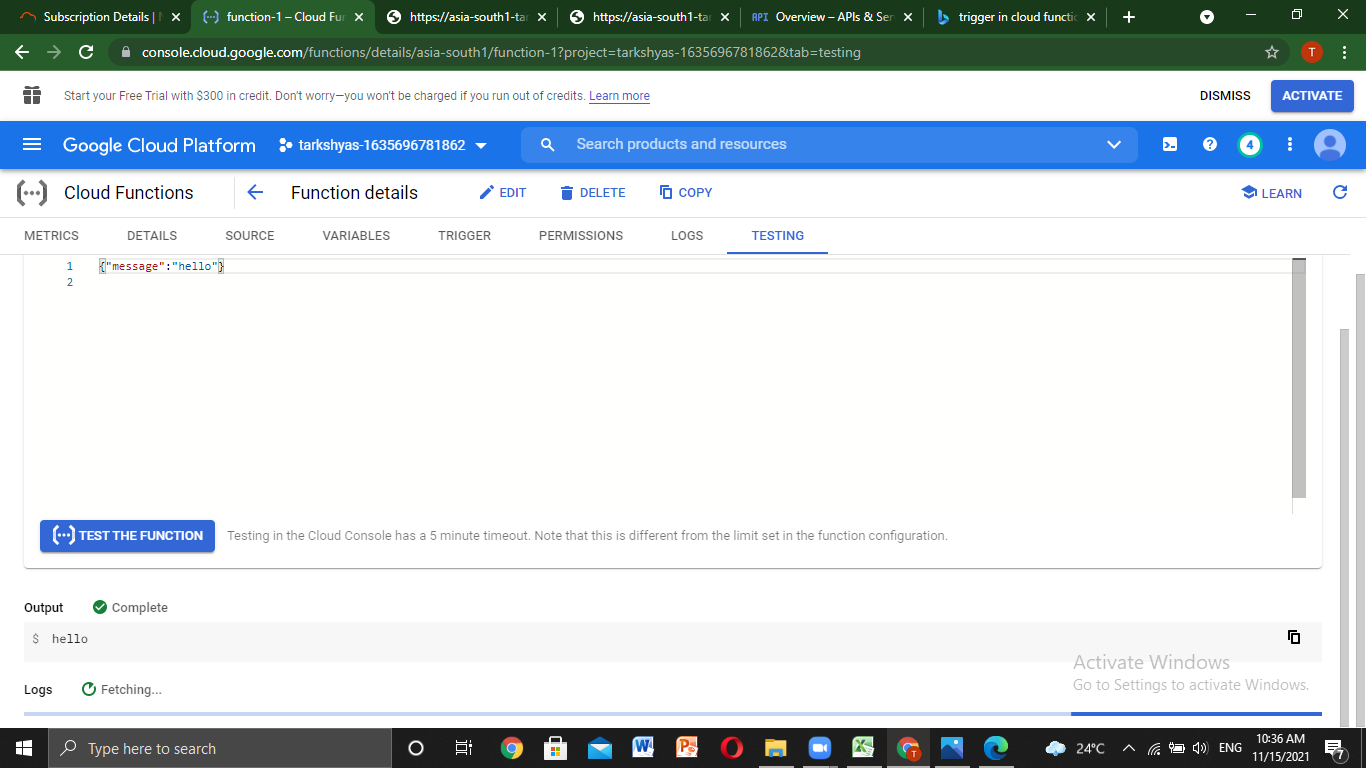 Subscription Details |
function-1 – Cloud Fun
https://asia-south1-tar
https://asia-south1-tar
API Overview – APIs & Ser
trigger in cloud functio
console.cloud.google.com/functions/details/asia-south1/function-1?project=tarkshyas-1635696781862&tab=testing
T
Start your Free Trial with $300 in credit. Don't worry—you won't be charged if you run out of credits. Learn more
DISMISS
ACTIVATE
Google Cloud Platform
tarkshyas-1635696781862
Search products and resources
4
Cloud Functions
Function details
EDIT
DELETE
COPY
LEARN
METRICS
DETAILS
SOURCE
VARIABLES
TRIGGER
PERMISSIONS
LOGS
TESTING
1 {"message":"hello"}
2
TEST THE FUNCTION
Testing in the Cloud Console has a 5 minute timeout. Note that this is different from the limit set in the function configuration.
Output
Complete
$ hello
Activate Windows
Go to Settings to activate Windows.
Logs
Fetching...
Type here to search
24°C
ENG
10:36 AM
11/15/2021
7